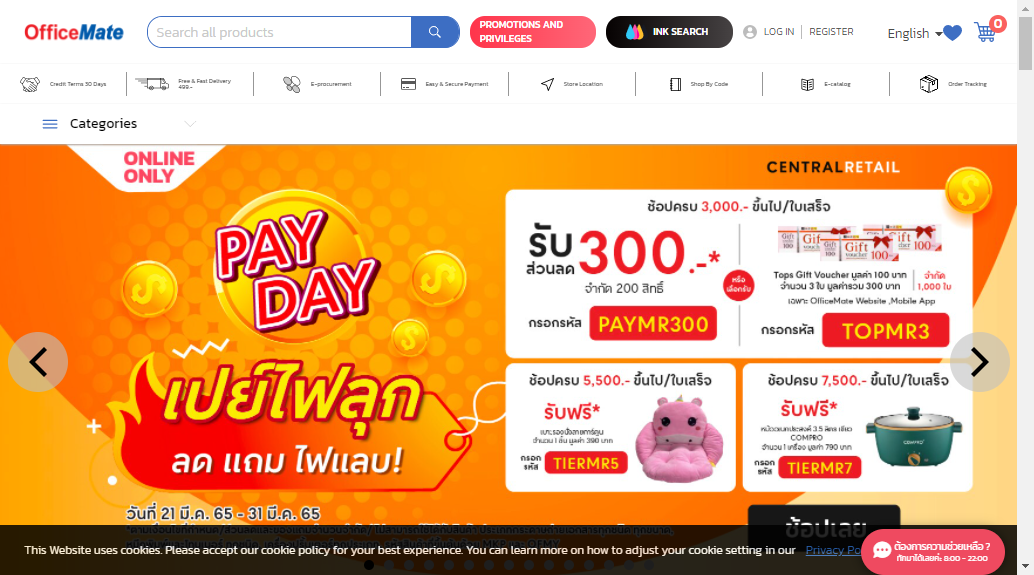 OfficeMate
Search all products
PROMOTIONS AND PRIVILEGES
INK SEARCH
LOG IN
REGISTER
English
0
Credit Terms 30 Days
Free & Fast Delivery 499.-
E-procurement
Easy & Secure Payment
Store Location
Shop By Code
E-catalog
Order Tracking
Categories
ONLINE
ONLY
CENTRALRETAIL
PAY
DAY
เปย์ไฟลุก
ลด แถม ไฟแลบ!
วันที่ 21 มี.ค. 65 - 31 มี.ค. 65
ช้อปครบ 3,000.- ขึ้นไป/ใบเสร็จ
รับ
ส่วนลด
300.-*
จำกัด 200 สิทธิ์
กรอกรหัส PAYMR300
หรือ
เลือกรับ
Tops Gift Voucher มูลค่า 100 บาท
จำนวน 3 ใบ มูลค่ารวม 300 บาท
จำกัด
1,000 ใบ
เฉพาะ OfficeMate Website ,Mobile App
กรอกรหัส TOPMR3
ช้อปครบ 5,500.- ขึ้นไป/ใบเสร็จ
รับฟรี*
เบาะรองนั่งลายการ์ตูน
จำนวน 1 ชิ้น มูลค่า 390 บาท
กรอก
รหัส
TIERMR5
ช้อปครบ 7,500.- ขึ้นไป/ใบเสร็จ
รับฟรี*
หม้ออเนกประสงค์ 3.5 ลิตร เขียว
COMPRO
จำนวน 1 เครื่อง มูลค่า 790 บาท
กรอก
รหัส
TIERMR7
COMPRO
ช้อปเลย
This Website uses cookies. Please accept our cookie policy for your best experience. You can learn more on how to adjust your cookie setting in our Privacy Po
ต้องการความช่วยเหลือ ?
ทักมาได้เลยค่ะ 8:00 - 22:00